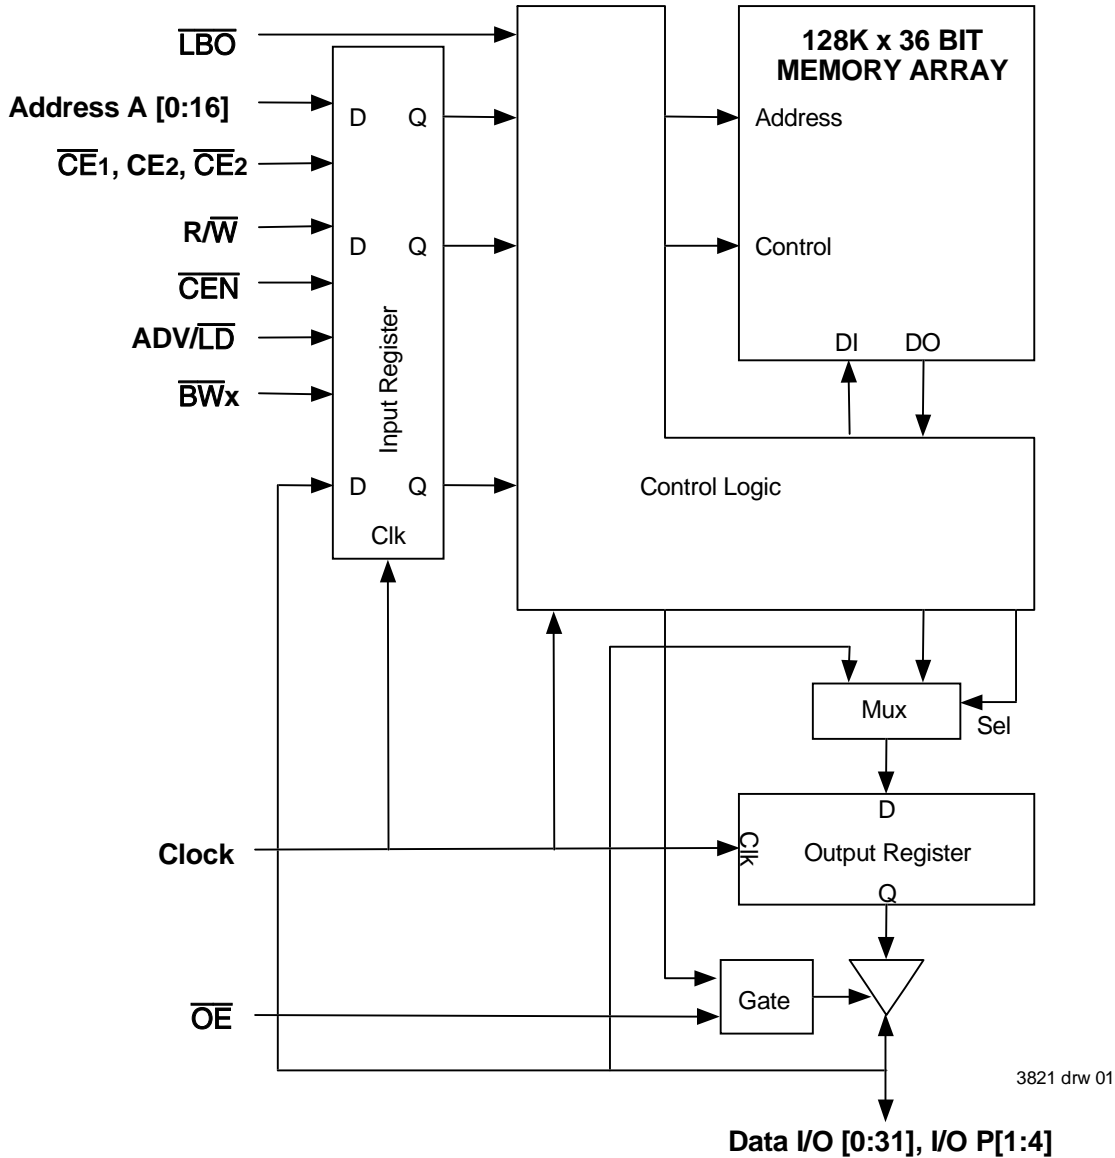 LBO
128K x 36 BIT
MEMORY ARRAY
Address A [0:16]
D Q
Address
CE1, CE2, CE2
R/W
D Q
Control
CEN
ADV/LD
DI DO
BWx
Input Register
D Q
Control Logic
Clk
Mux
Sel
D
Clock
Clk
Output Register
Q
Gate
OE
3821 drw 01
Data I/O [0:31], I/O P[1:4]